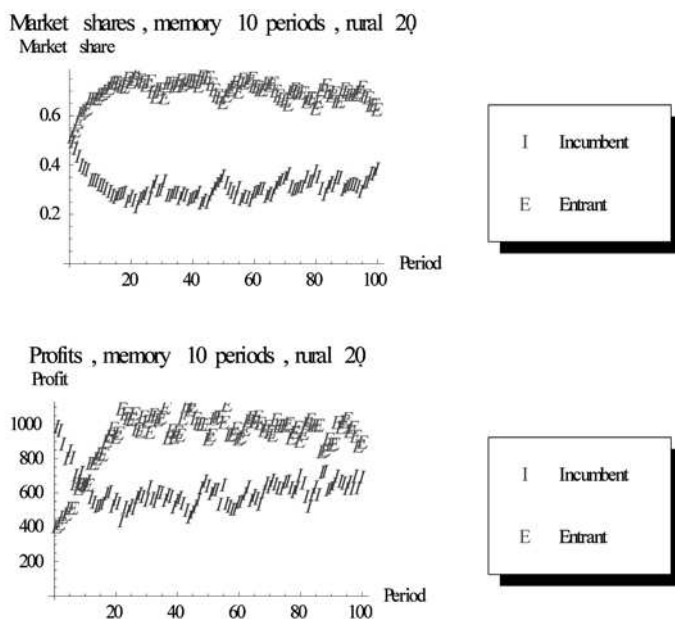 Market shares , memory 10 periods , rural 20
Market share
0.6
0.4
0.2
20 40 60 80 100
Period
I Incumbent
E Entrant
Profits , memory 10 periods , rural 20
Profit
1000
800
600
400
200
20 40 60 80 100
Period
I Incumbent
E Entrant